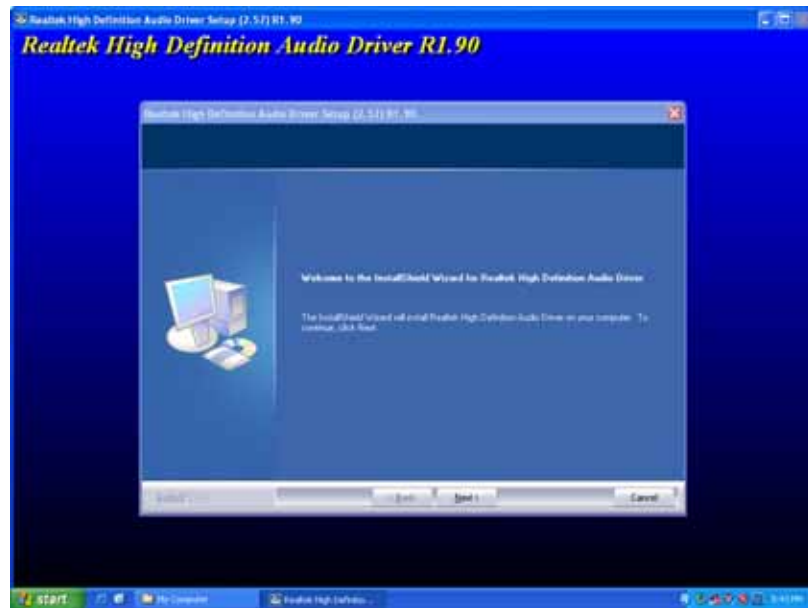 Realtek High Definition Audio Driver Setup (2.57) R1.90
Realtek High Definition Audio Driver R1.90
Realtek High Definition Audio Driver Setup (2.57) R1.90
Welcome to the InstallShield Wizard for Realtek High Definition Audio Driver
The InstallShield Wizard will install Realtek High Definition Audio Driver on your computer. To
continue, click Next.
< Back
Next >
Cancel
start
My Computer
Realtek High Definitio...